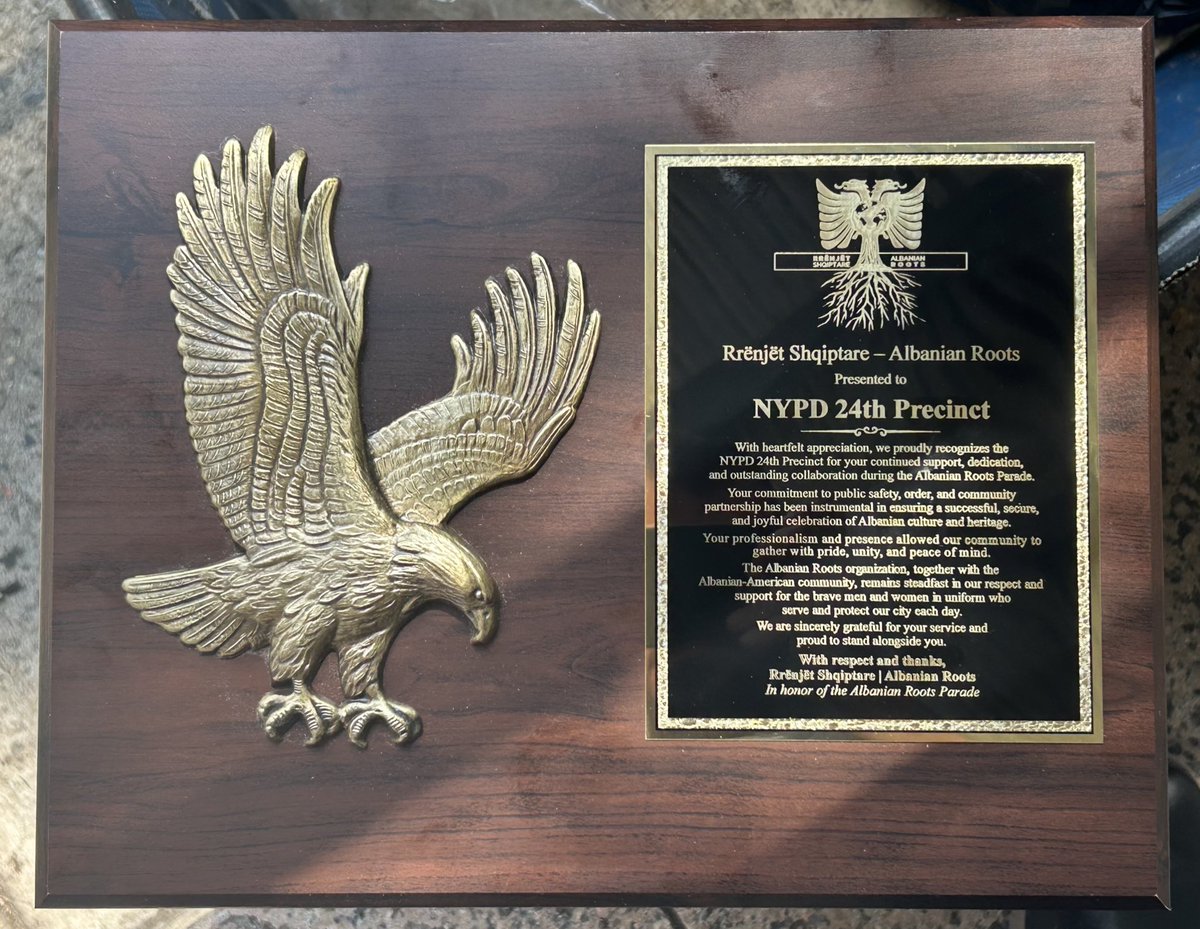 RRËNJËT ALBANIAN
SHQIPTARE ROOTS
Rrënjët Shqiptare – Albanian Roots
Presented to
NYPD 24th Precinct
With heartfelt appreciation, we proudly recognizes the
NYPD 24th Precinct for your continued support, dedication,
and outstanding collaboration during the Albanian Roots Parade.
Your commitment to public safety, order, and community
partnership has been instrumental in ensuring a successful, secure,
and joyful celebration of Albanian culture and heritage.
Your professionalism and presence allowed our community to
gather with pride, unity, and peace of mind.
The Albanian Roots organization, together with the
Albanian-American community, remains steadfast in our respect and
support for the brave men and women in uniform who
serve and protect our city each day.
We are sincerely grateful for your service and
proud to stand alongside you.
With respect and thanks,
Rrënjët Shqiptare | Albanian Roots
In honor of the Albanian Roots Parade